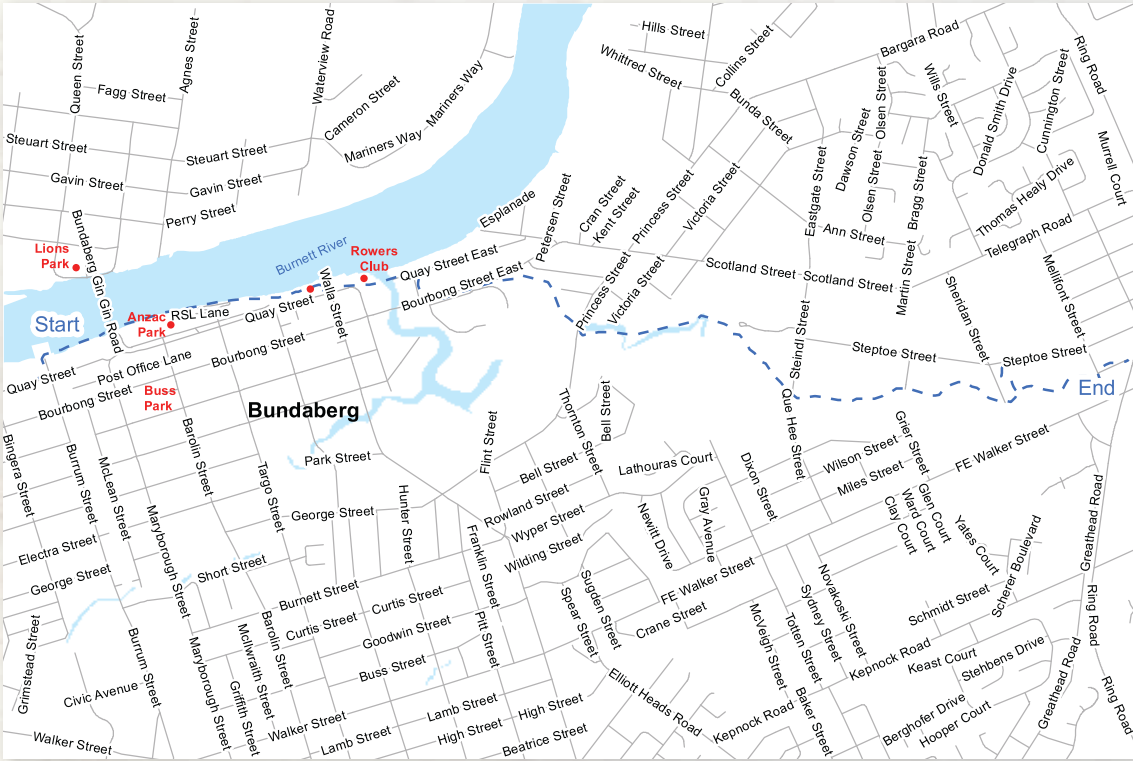 Hills Street
Whittred Street
Collins Street
Bargara Road
Ring Road
Queen Street
Agnes Street
Waterview Road
Fagg Street
Cameron Street
Mariners Way
Mariners Way
Bunda Street
Wills Street
Olsen Street
Donald Smith Drive
Cunnington Street
Murrell Court
Steuart Street
Steuart Street
Gavin Street
Gavin Street
Perry Street
Dawson Street
Olsen Street
Eastgate Street
Bragg Street
Thomas Healy Drive
Telegraph Road
Esplanade
Petersen Street
Cran Street
Kent Street
Princess Street
Victoria Street
Ann Street
Martin Street
Bundaberg Gin Gin Road
Lions
Park
Burnett River
Rowers
Club
Quay Street East
Bourbong Street East
Walla Street
Princess Street
Victoria Street
Scotland Street
Scotland Street
Mellifont Street
Sheridan Street
Start
Anzac
Park
RSL Lane
Quay Street
Steindl Street
Steptoe Street
Steptoe Street
End
Quay Street
Post Office Lane
Bourbong Street
Bourbong Street
Buss
Park
Bundaberg
Thornton Street
Bell Street
Que Hee Street
Bingera Street
Burrum Street
McLean Street
Barolin Street
Targo Street
Park Street
Flint Street
Bell Street
Lathouras Court
Dixon Street
Wilson Street
Miles Street
Grier Street
FE Walker Street
Glen Court
Ward Court
Clay Court
Yates Court
Scherer Boulevard
Greathead Road
Electra Street
George Street
Maryborough Street
George Street
Hunter Street
Franklin Street
Rowland Street
Wyper Street
Wilding Street
Newitt Drive
Gray Avenue
Short Street
Burnett Street
Curtis Street
Curtis Street
Goodwin Street
Buss Street
Pitt Street
Sugden Street
Spear Street
FE Walker Street
Crane Street
Novakoski Street
Sydney Street
Totten Street
McVeigh Street
Schmidt Street
Kepnock Road
Keast Court
Stehbens Drive
Ring Road
Grimstead Street
Burrum Street
Maryborough Street
McIlwraith Street
Griffith Street
Barolin Street
Civic Avenue
Walker Street
Walker Street
Lamb Street
Lamb Street
High Street
High Street
Beatrice Street
Elliott Heads Road
Kepnock Road
Baker Street
Berghofer Drive
Hooper Court
Greathead Road
Ring Road